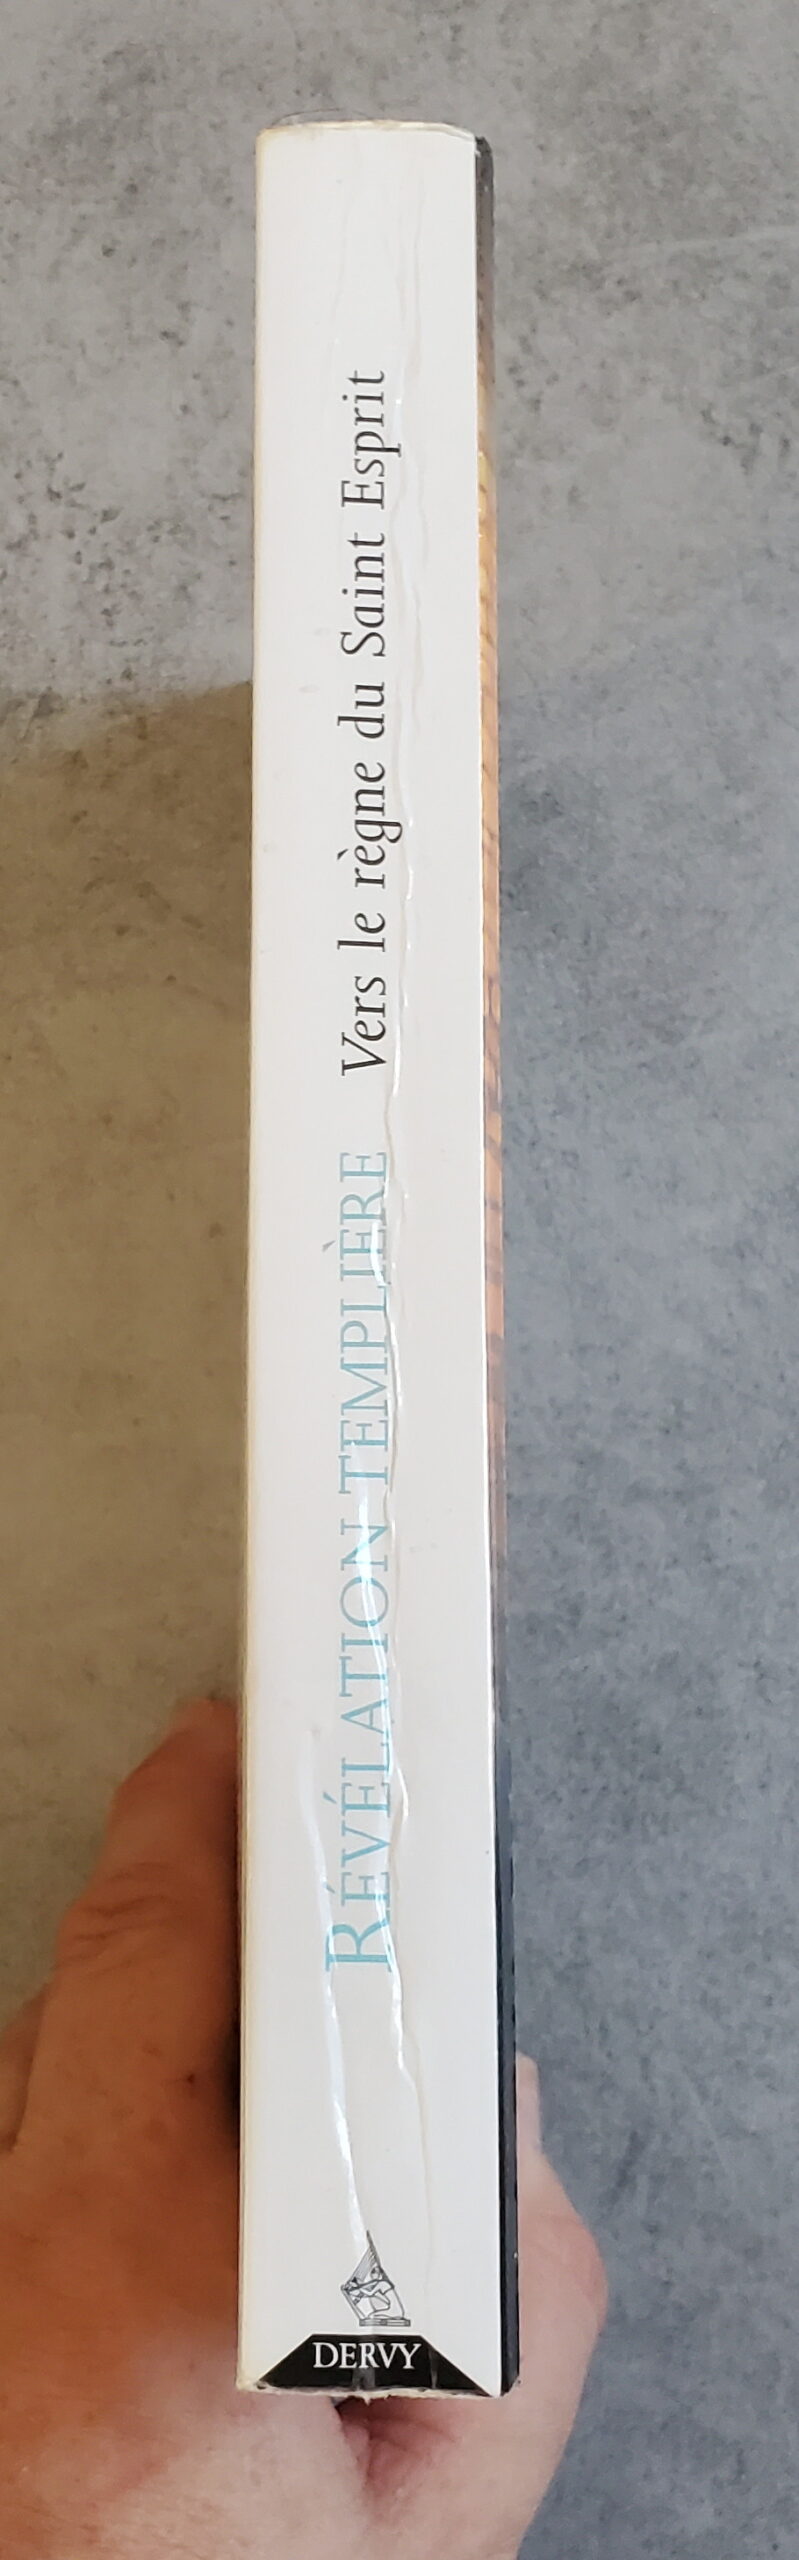 RÉVÉLATION TEMPLIÈRE Vers le règne du Saint Esprit
DERVY